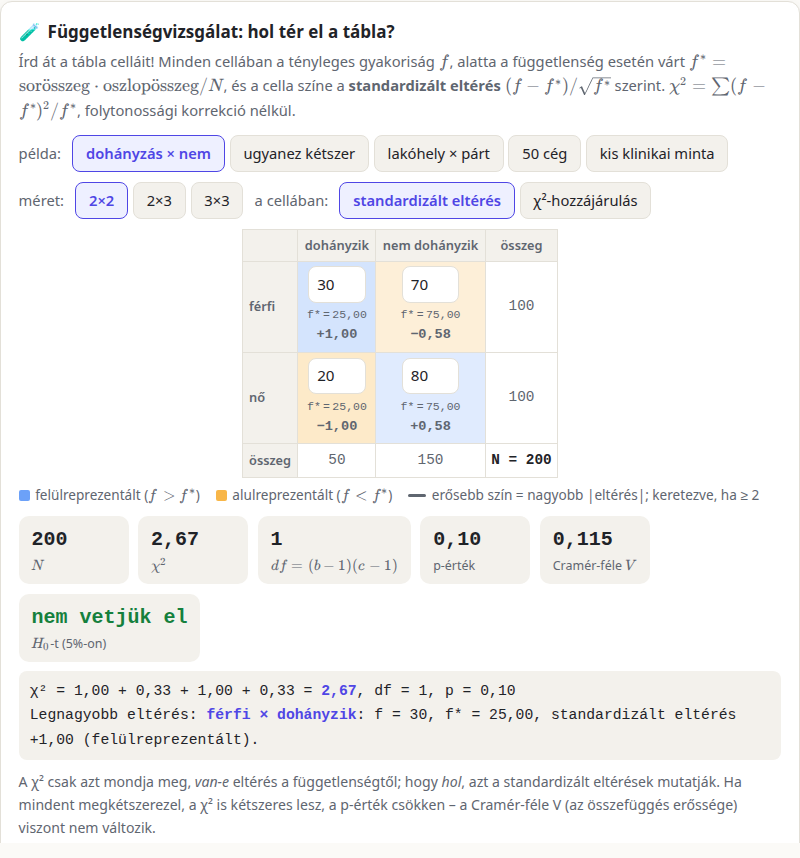 🧪 Függetlenségvizsgálat: hol tér el a tábla?
Írd át a tábla celláit! Minden cellában a tényleges gyakoriság f, alatta a függetlenség esetén várt f* =
sorösszeg · oszlopösszeg/N, és a cella színe a standardizált eltérés (f − f*)/√f* szerint. χ² = ∑(f −
f*)²/f*, folytonossági korrekció nélkül.
példa: dohányzás × nem ugyanez kétszer lakóhely × párt 50 cég kis klinikai minta
méret: 2×2 2×3 3×3 a cellában: standardizált eltérés χ²-hozzájárulás
dohányzik nem dohányzik összeg
férfi 30 70 100
f* = 25,00 f* = 75,00
+1,00 −0,58
nő 20 80 100
f* = 25,00 f* = 75,00
−1,00 +0,58
összeg 50 150 N = 200
felülreprezentált (f > f*) alulreprezentált (f < f*) erősebb szín = nagyobb |eltérés|; keretezve, ha ≥ 2
200 2,67 1 0,10 0,115
N χ² df = (b − 1)(c − 1) p-érték Cramér-féle V
nem vetjük el
H₀-t (5%-on)
χ² = 1,00 + 0,33 + 1,00 + 0,33 = 2,67, df = 1, p = 0,10
Legnagyobb eltérés: férfi × dohányzik: f = 30, f* = 25,00, standardizált eltérés
+1,00 (felülreprezentált).
A χ² csak azt mondja meg, van-e eltérés a függetlenségtől; hogy hol, azt a standardizált eltérések mutatják. Ha
mindent megkétszerezel, a χ² is kétszeres lesz, a p-érték csökken – a Cramér-féle V (az összefüggés erőssége)
viszont nem változik.